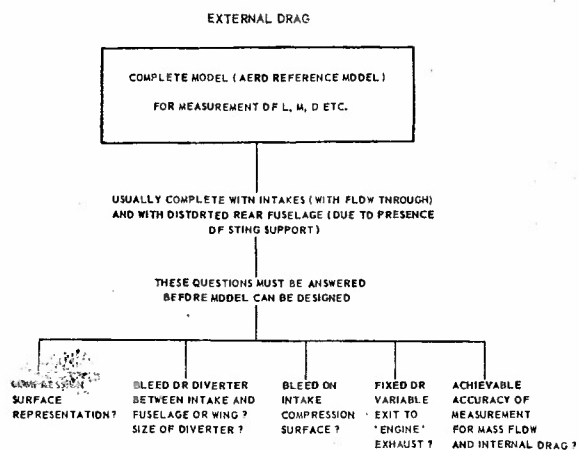 EXTERNAL DRAG
COMPLETE MODEL (AERO REFERENCE MODEL)
FOR MEASUREMENT OF L, M, D ETC.
USUALLY COMPLETE WITH INTAKES (WITH FLOW THROUGH)
AND WITH DISTORTED REAR FUSELAGE (DUE TO PRESENCE
OF STING SUPPORT)
THESE QUESTIONS MUST BE ANSWERED
BEFORE MODEL CAN BE DESIGNED
COMPRESSION
SURFACE
REPRESENTATION?
BLEED OR DIVERTER
BETWEEN INTAKE AND
FUSELAGE OR WING?
SIZE OF DIVERTER?
BLEED ON
INTAKE
COMPRESSION
SURFACE?
FIXED OR
VARIABLE
EXIT TO
'ENGINE'
EXHAUST?
ACHIEVABLE
ACCURACY OF
MEASUREMENT
FOR MASS FLOW
AND INTERNAL DRAG?